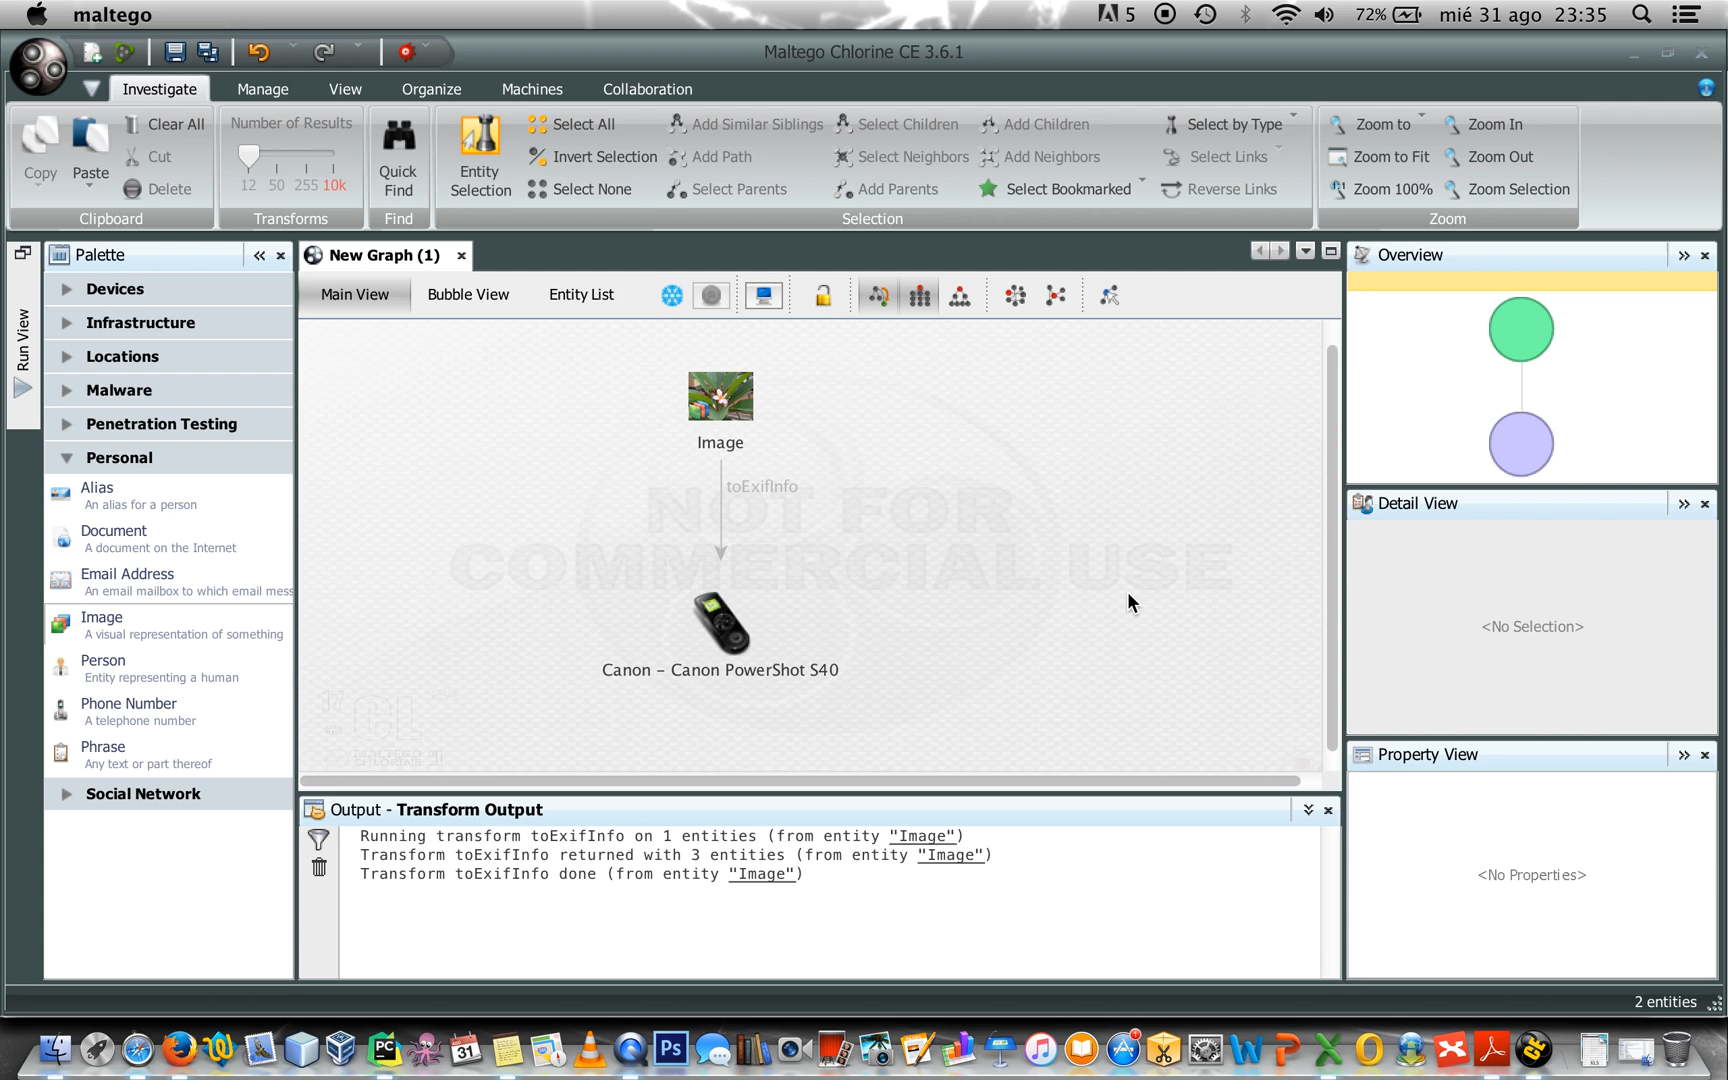 maltego
5
72%
mié 31 ago 23:35
Maltego Chlorine CE 3.6.1
Investigate
Manage
View
Organize
Machines
Collaboration
Copy
Paste
Clear All
Cut
Delete
Clipboard
Number of Results
12 50 255 10k
Transforms
Quick Find
Find
Entity Selection
Select All
Invert Selection
Select None
Add Similar Siblings
Add Path
Select Parents
Select Children
Select Neighbors
Add Parents
Add Children
Add Neighbors
Select Bookmarked
Select by Type
Select Links
Reverse Links
Selection
Zoom to
Zoom to Fit
Zoom 100%
Zoom In
Zoom Out
Zoom Selection
Zoom
Run View
Palette
Devices
Infrastructure
Locations
Malware
Penetration Testing
Personal
Alias
An alias for a person
Document
A document on the Internet
Email Address
An email mailbox to which email mess
Image
A visual representation of something
Person
Entity representing a human
Phone Number
A telephone number
Phrase
Any text or part thereof
Social Network
New Graph (1)
Main View
Bubble View
Entity List
Image
toExifInfo
NOT FOR
COMMERCIAL USE
Canon - Canon PowerShot S40
Output - Transform Output
Running transform toExifInfo on 1 entities (from entity "Image")
Transform toExifInfo returned with 3 entities (from entity "Image")
Transform toExifInfo done (from entity "Image")
Overview
Detail View
<No Selection>
Property View
<No Properties>
2 entities